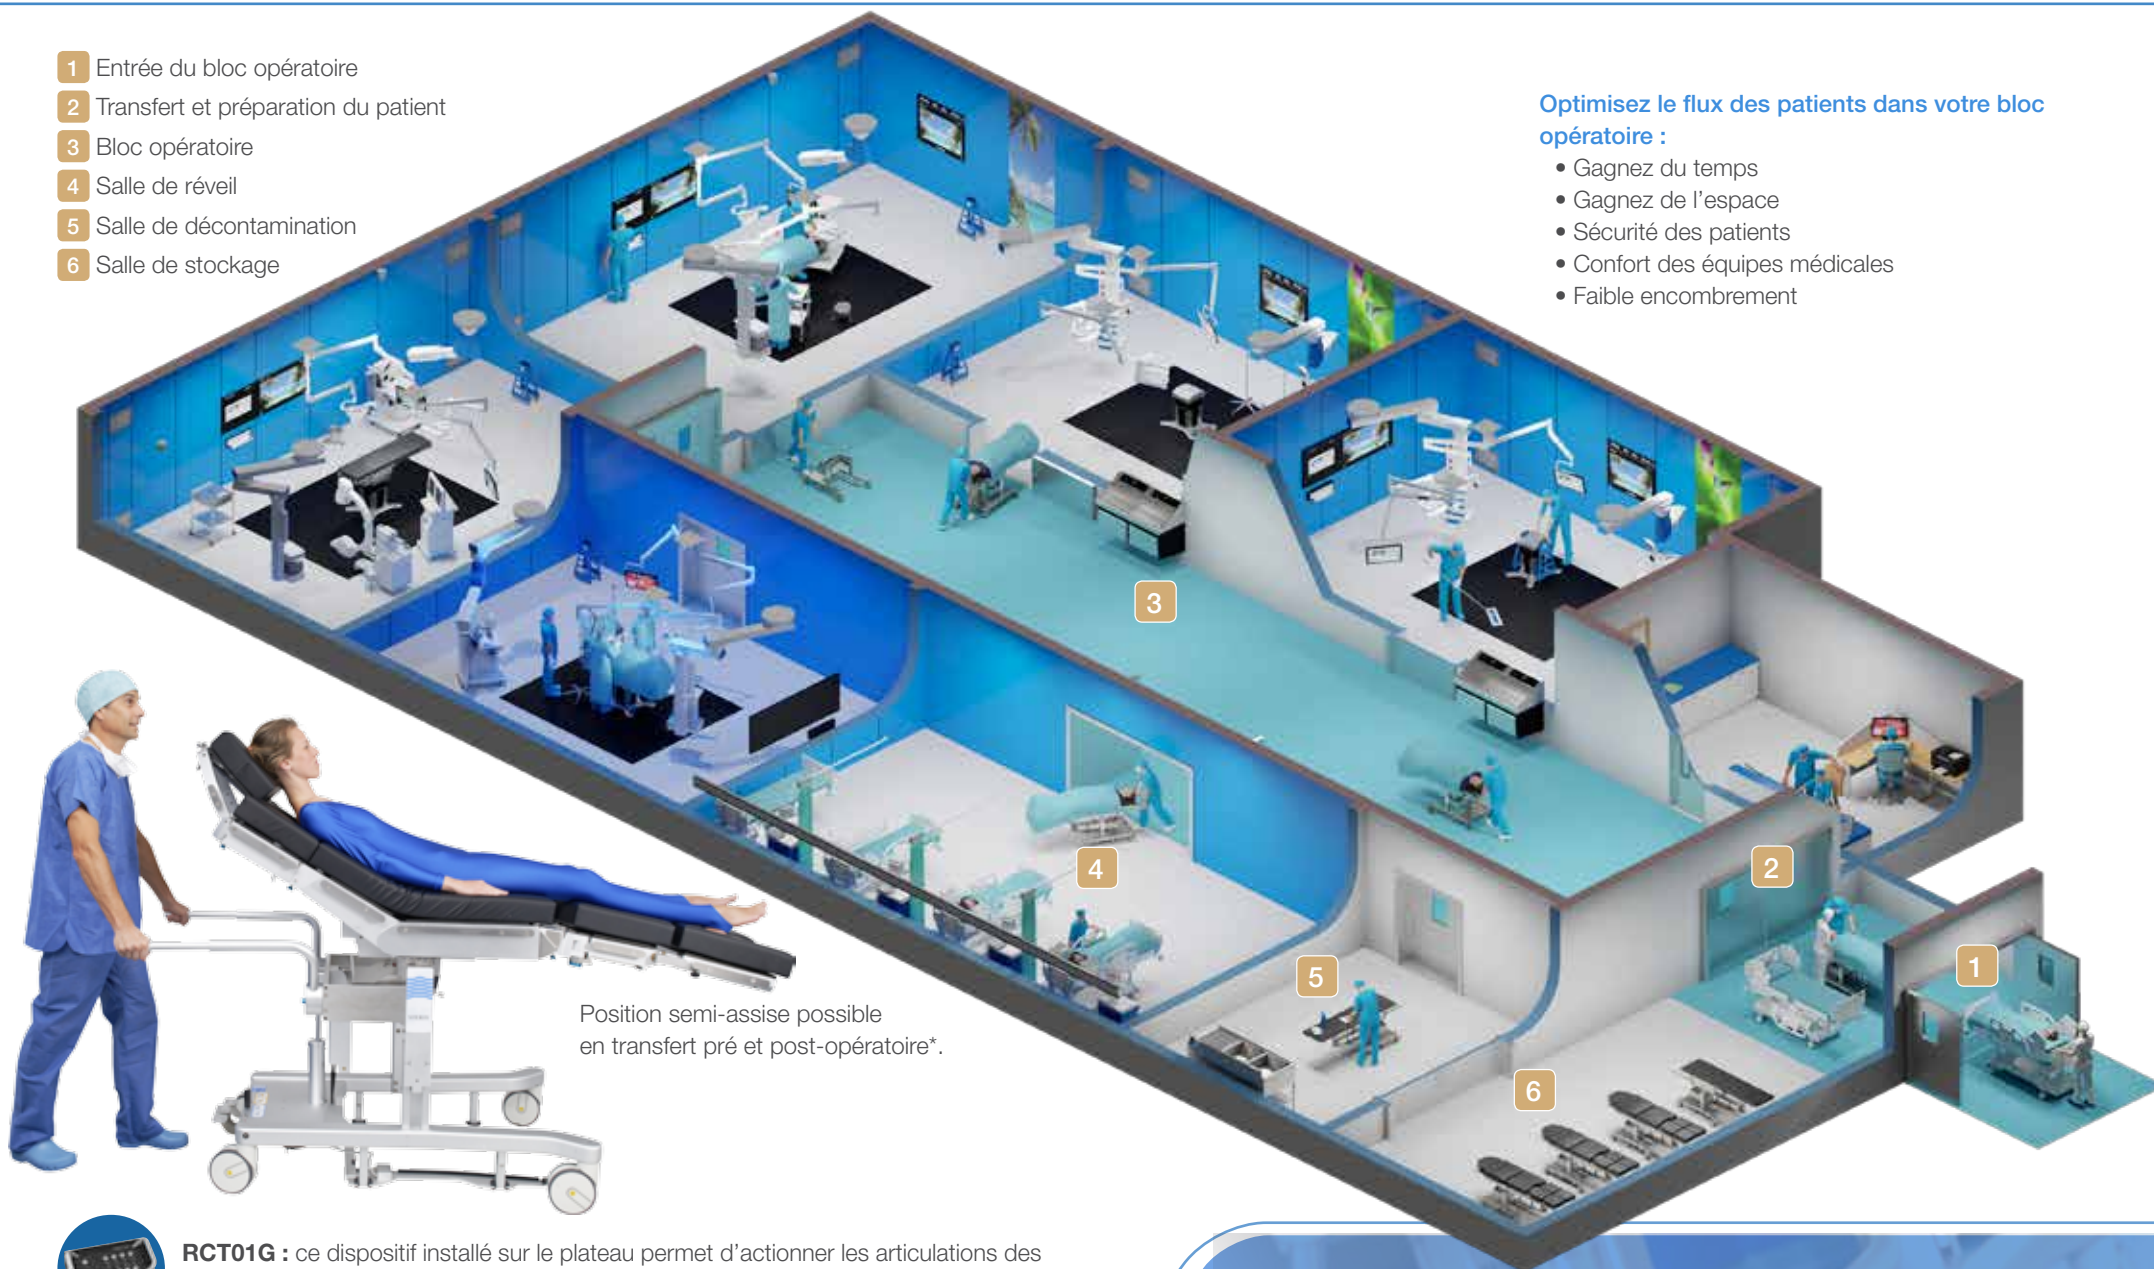 1 Entrée du bloc opératoire
2 Transfert et préparation du patient
3 Bloc opératoire
4 Salle de réveil
5 Salle de décontamination
6 Salle de stockage
Optimisez le flux des patients dans votre bloc
opératoire :
• Gagnez du temps
• Gagnez de l'espace
• Sécurité des patients
• Confort des équipes médicales
• Faible encombrement
3
4
2
1
5
6
Position semi-assise possible
en transfert pré et post-opératoire*.
RCT01G : ce dispositif installé sur le plateau permet d'actionner les articulations des